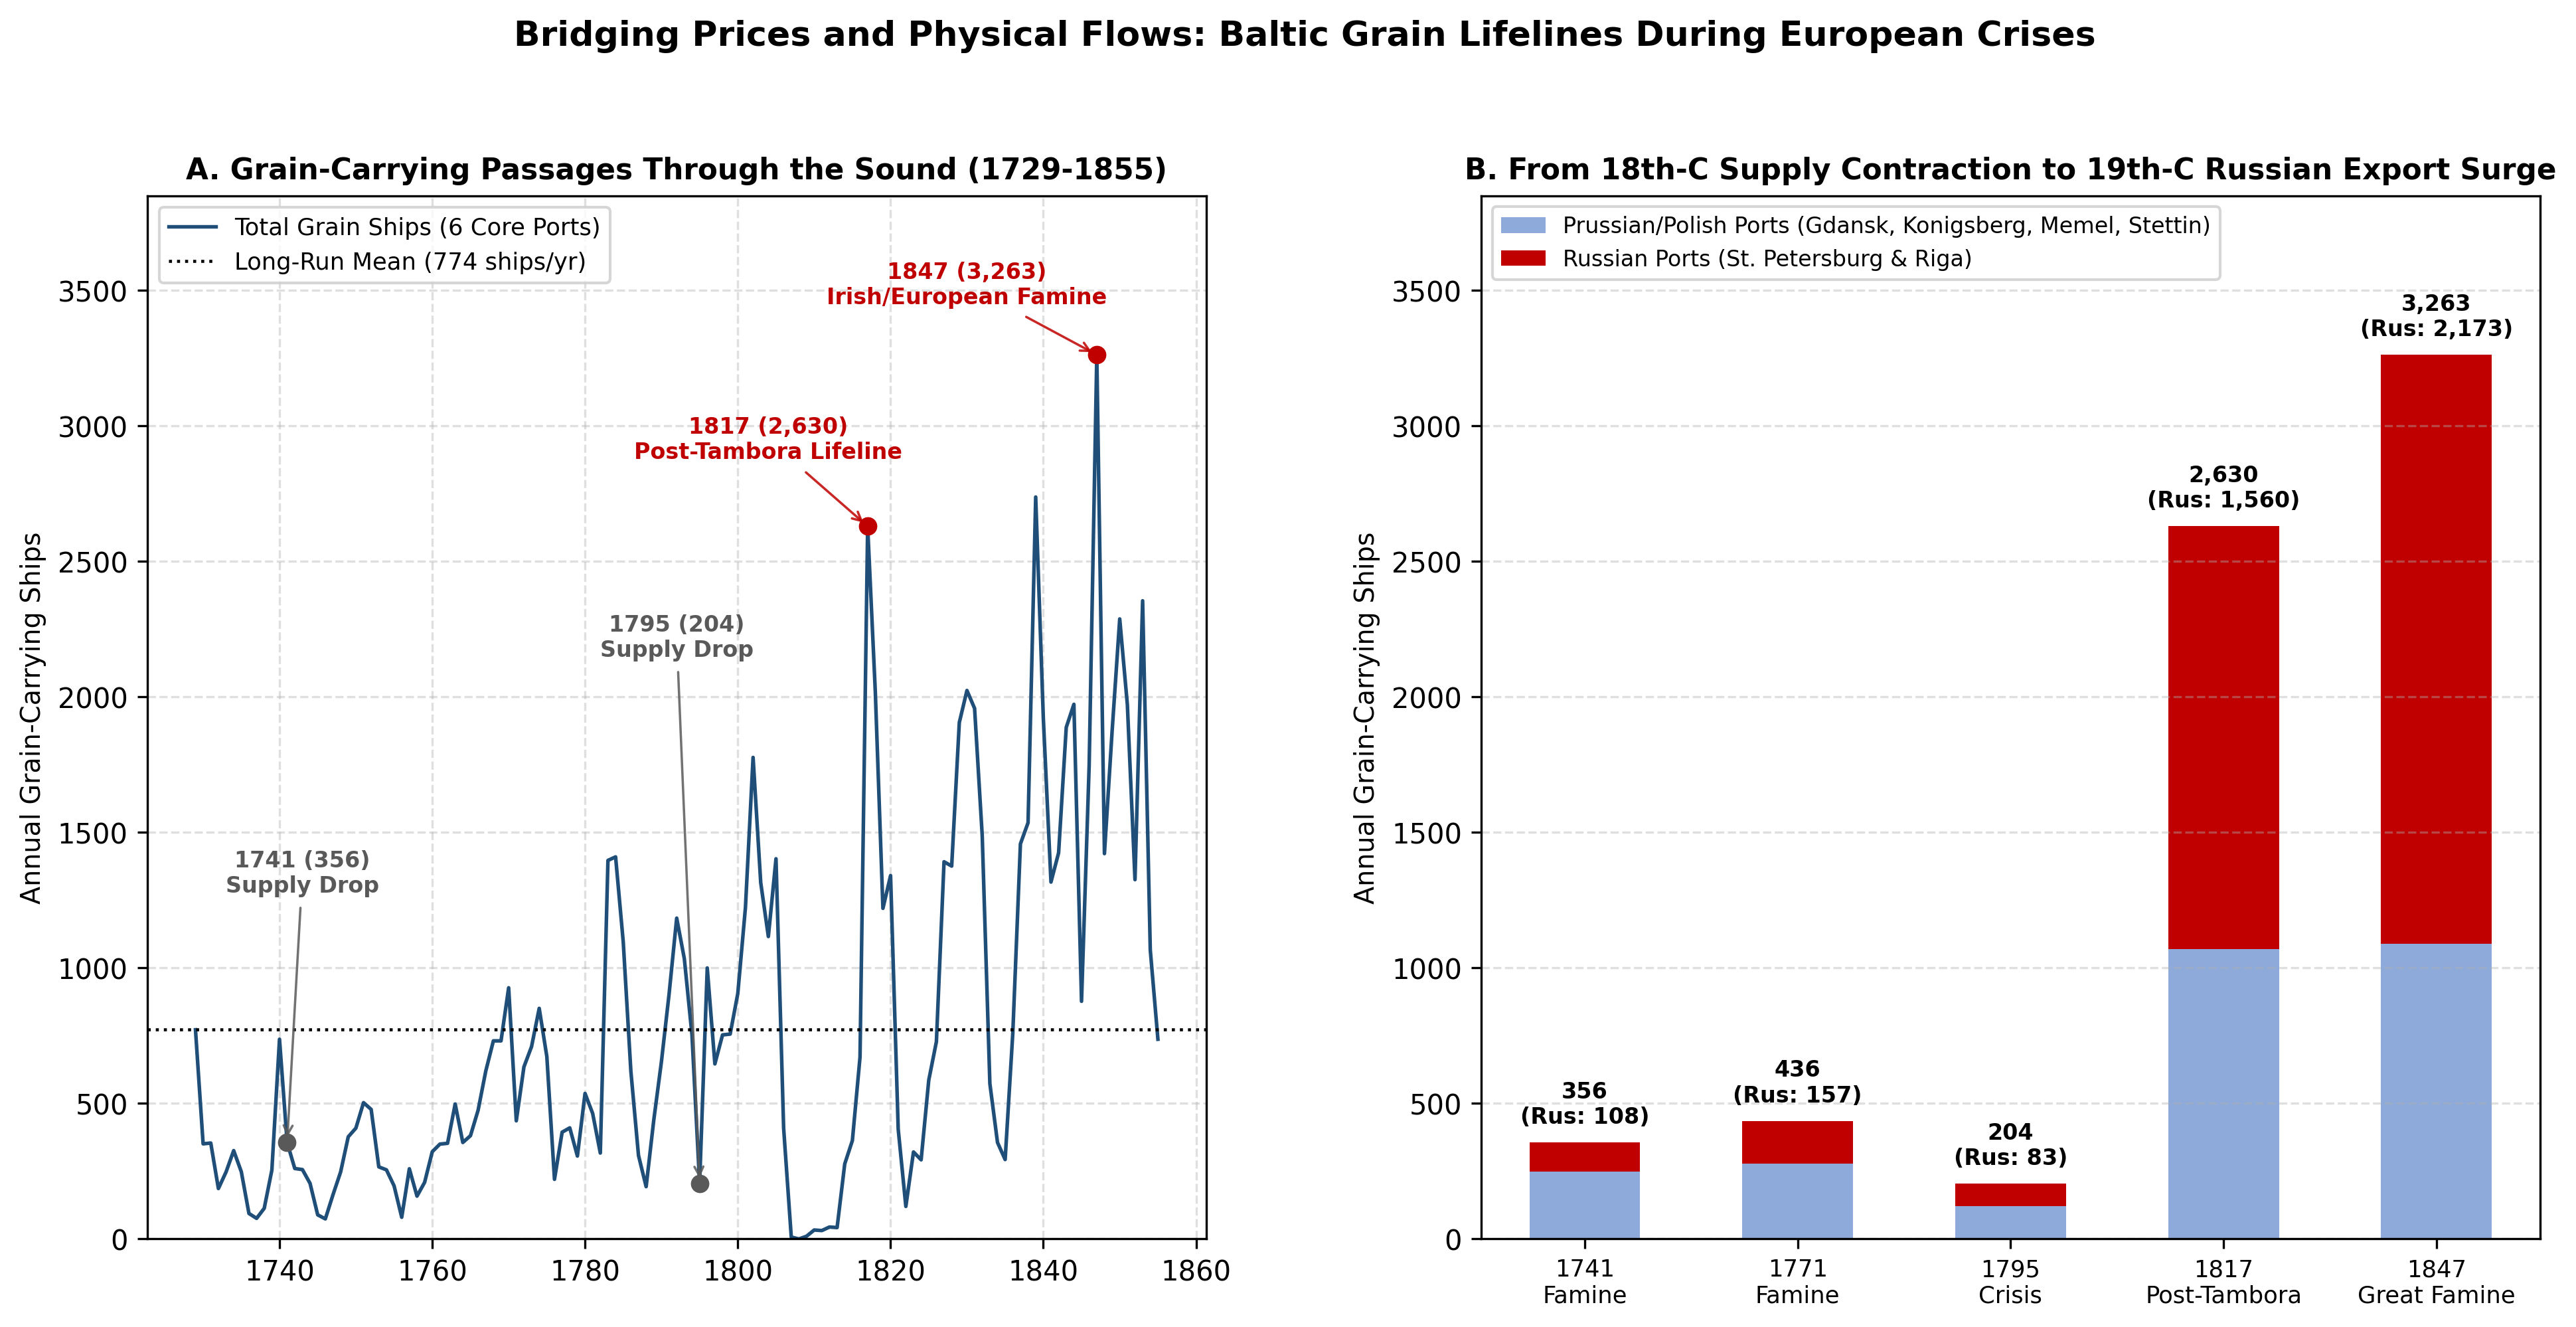 Bridging Prices and Physical Flows: Baltic Grain Lifelines During European Crises
A. Grain-Carrying Passages Through the Sound (1729-1855)
Total Grain Ships (6 Core Ports)
Long-Run Mean (774 ships/yr)
1847 (3,263)
Irish/European Famine
1817 (2,630)
Post-Tambora Lifeline
1795 (204)
Supply Drop
1741 (356)
Supply Drop
Annual Grain-Carrying Ships
3500
3000
2500
2000
1500
1000
500
0
1740
1760
1780
1800
1820
1840
1860
B. From 18th-C Supply Contraction to 19th-C Russian Export Surge
Prussian/Polish Ports (Gdansk, Konigsberg, Memel, Stettin)
Russian Ports (St. Petersburg & Riga)
3,263
(Rus: 2,173)
2,630
(Rus: 1,560)
436
(Rus: 157)
356
(Rus: 108)
204
(Rus: 83)
Annual Grain-Carrying Ships
3500
3000
2500
2000
1500
1000
500
0
1741
Famine
1771
Famine
1795
Crisis
1817
Post-Tambora
1847
Great Famine